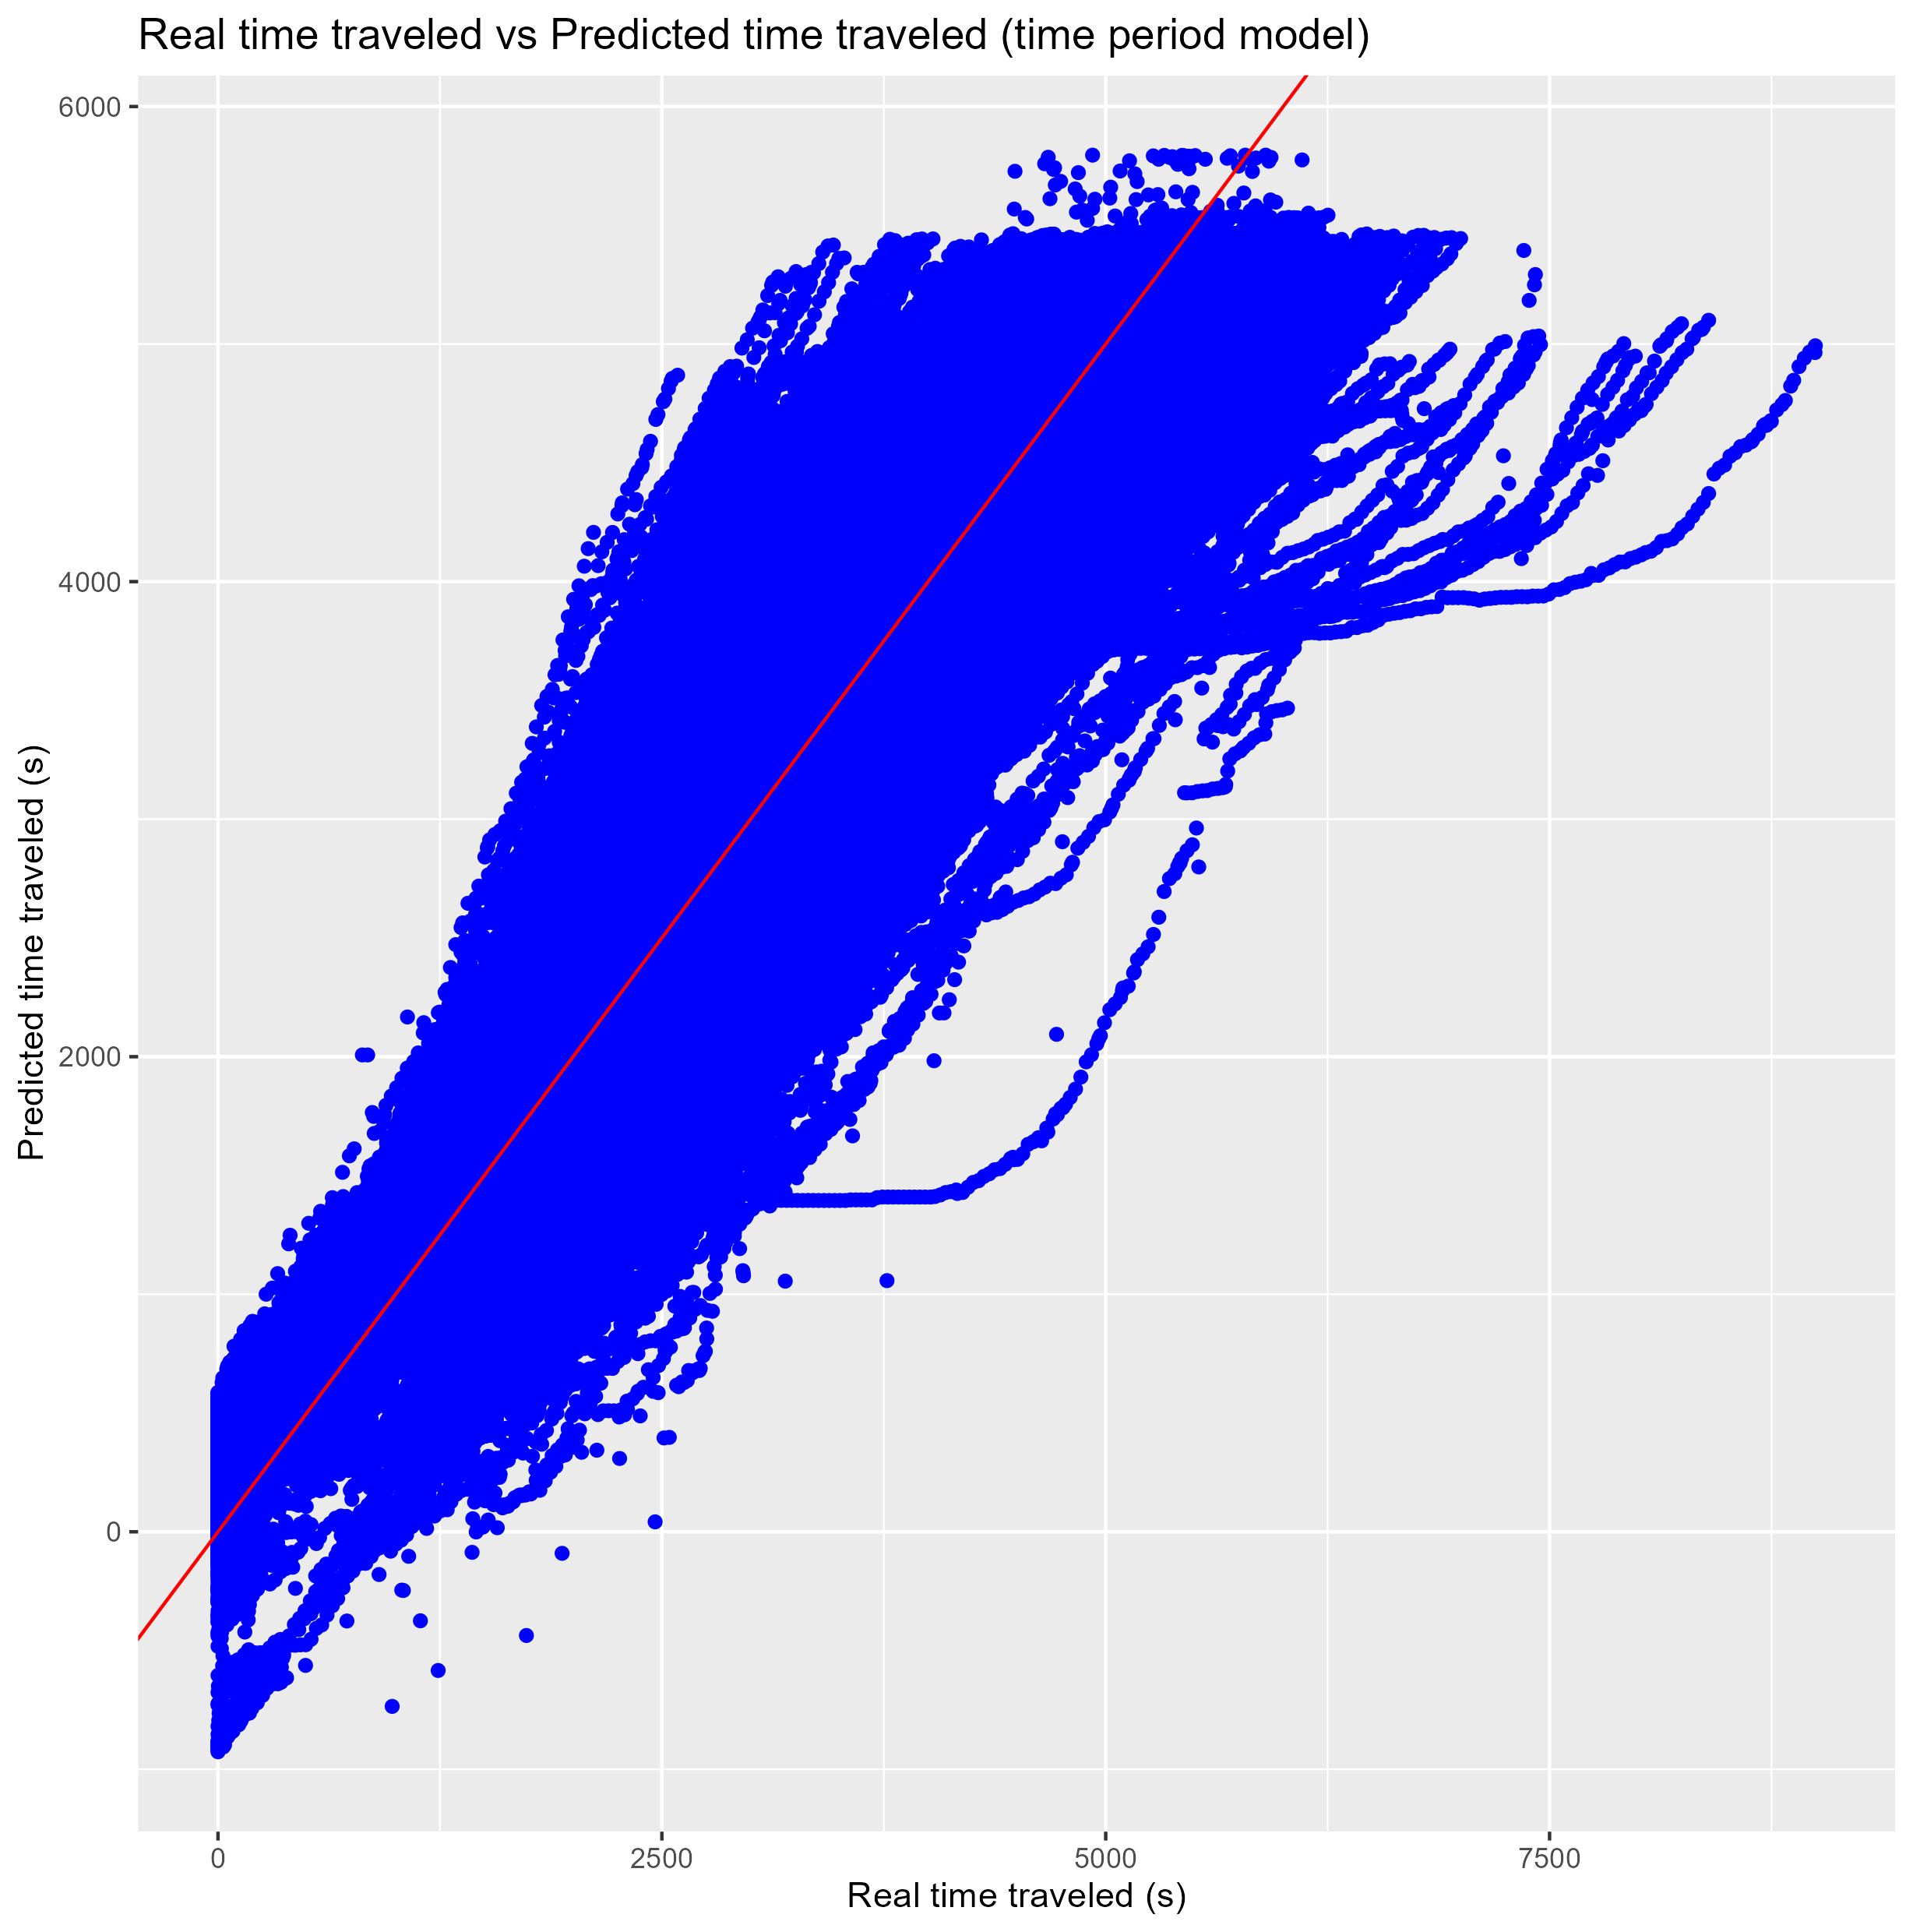 Real time traveled vs Predicted time traveled (time period model)
Predicted time traveled (s)
6000
4000
2000
0
0 2500 5000 7500
Real time traveled (s)